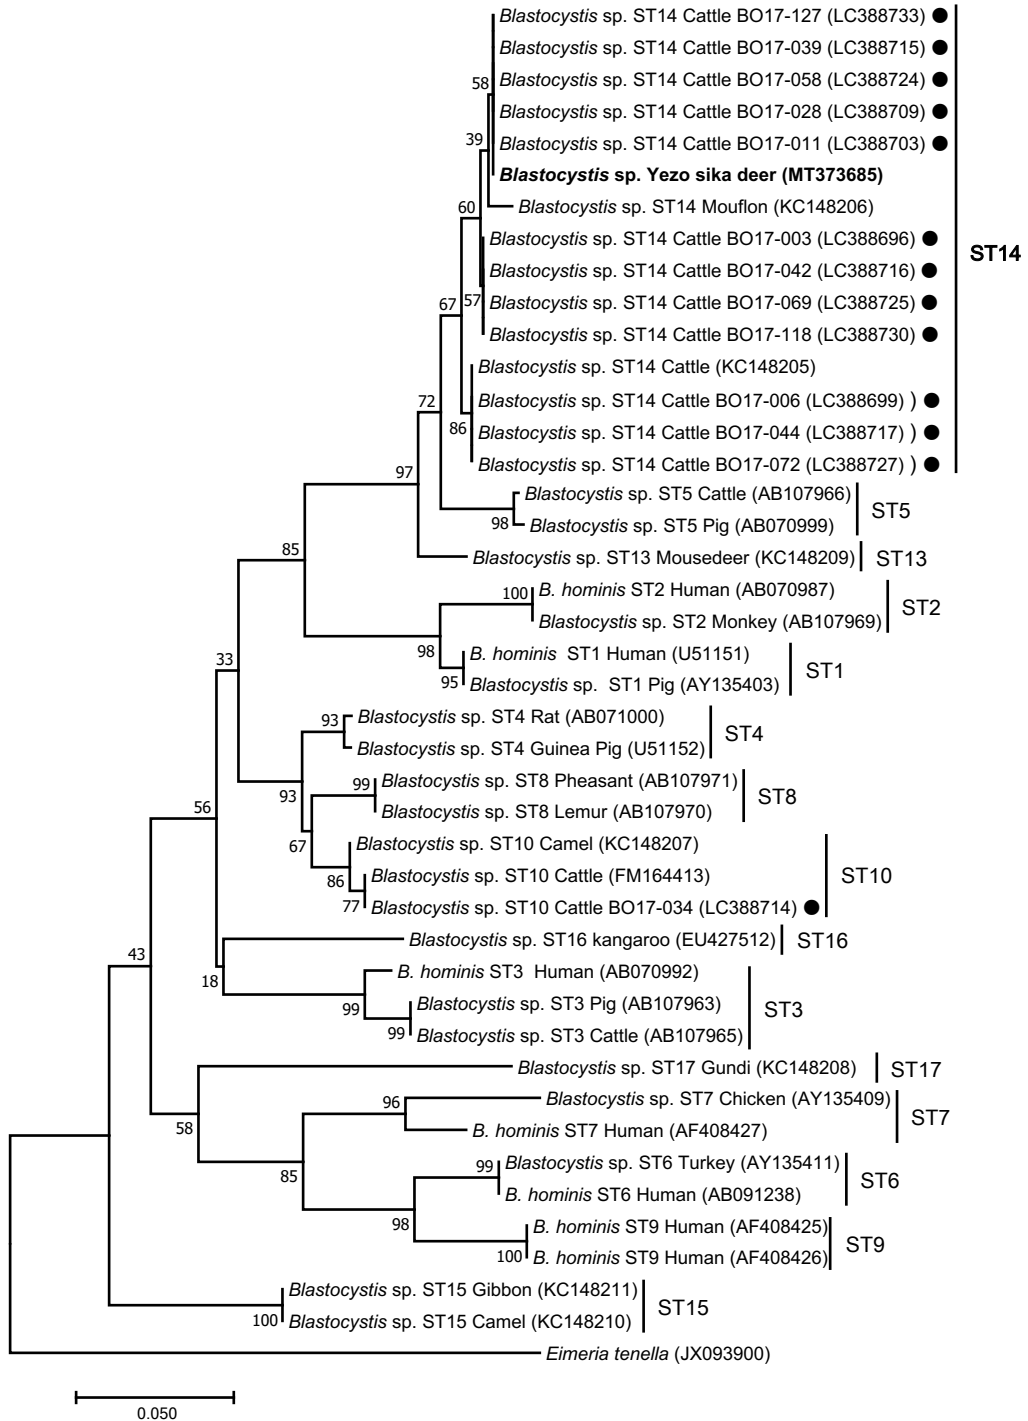 Blastocystis sp. ST14 Cattle BO17-127 (LC388733) ●
58
Blastocystis sp. ST14 Cattle BO17-039 (LC388715) ●
Blastocystis sp. ST14 Cattle BO17-058 (LC388724) ●
Blastocystis sp. ST14 Cattle BO17-028 (LC388709) ●
39
Blastocystis sp. ST14 Cattle BO17-011 (LC388703) ●
Blastocystis sp. Yezo sika deer (MT373685)
60
Blastocystis sp. ST14 Mouflon (KC148206)
Blastocystis sp. ST14 Cattle BO17-003 (LC388696) ●
ST14
Blastocystis sp. ST14 Cattle BO17-042 (LC388716) ●
67
57
Blastocystis sp. ST14 Cattle BO17-069 (LC388725) ●
Blastocystis sp. ST14 Cattle BO17-118 (LC388730) ●
Blastocystis sp. ST14 Cattle (KC148205)
72
Blastocystis sp. ST14 Cattle BO17-006 (LC388699) ) ●
86
Blastocystis sp. ST14 Cattle BO17-044 (LC388717) ) ●
Blastocystis sp. ST14 Cattle BO17-072 (LC388727) ) ●
97
Blastocystis sp. ST5 Cattle (AB107966)
ST5
98
Blastocystis sp. ST5 Pig (AB070999)
85
Blastocystis sp. ST13 Mousedeer (KC148209)
ST13
100
B. hominis ST2 Human (AB070987)
ST2
Blastocystis sp. ST2 Monkey (AB107969)
98
B. hominis ST1 Human (U51151)
ST1
33
95
Blastocystis sp. ST1 Pig (AY135403)
93
Blastocystis sp. ST4 Rat (AB071000)
ST4
Blastocystis sp. ST4 Guinea Pig (U51152)
93
99
Blastocystis sp. ST8 Pheasant (AB107971)
ST8
56
Blastocystis sp. ST8 Lemur (AB107970)
67
Blastocystis sp. ST10 Camel (KC148207)
86
Blastocystis sp. ST10 Cattle (FM164413)
ST10
77
Blastocystis sp. ST10 Cattle BO17-034 (LC388714) ●
Blastocystis sp. ST16 kangaroo (EU427512)
ST16
43
18
B. hominis ST3 Human (AB070992)
99
Blastocystis sp. ST3 Pig (AB107963)
ST3
99
Blastocystis sp. ST3 Cattle (AB107965)
Blastocystis sp. ST17 Gundi (KC148208)
ST17
96
Blastocystis sp. ST7 Chicken (AY135409)
ST7
58
B. hominis ST7 Human (AF408427)
85
99
Blastocystis sp. ST6 Turkey (AY135411)
ST6
B. hominis ST6 Human (AB091238)
98
B. hominis ST9 Human (AF408425)
ST9
100
B. hominis ST9 Human (AF408426)
Blastocystis sp. ST15 Gibbon (KC148211)
ST15
100
Blastocystis sp. ST15 Camel (KC148210)
Eimeria tenella (JX093900)
0.050